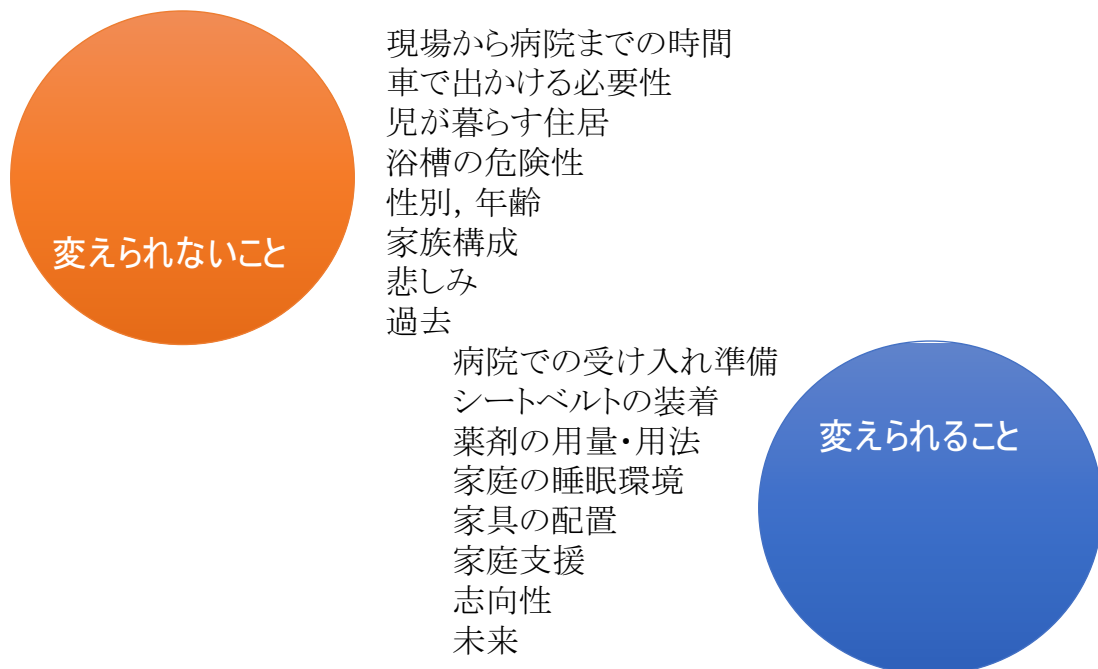 現場から病院までの時間
車で出かける必要性
児が暮らす住居
浴槽の危険性
性別, 年齢
変えられないこと
家族構成
悲しみ
過去
病院での受け入れ準備
シートベルトの装着
変えられること
薬剤の用量・用法
家庭の睡眠環境
家具の配置
家庭支援
志向性
未来